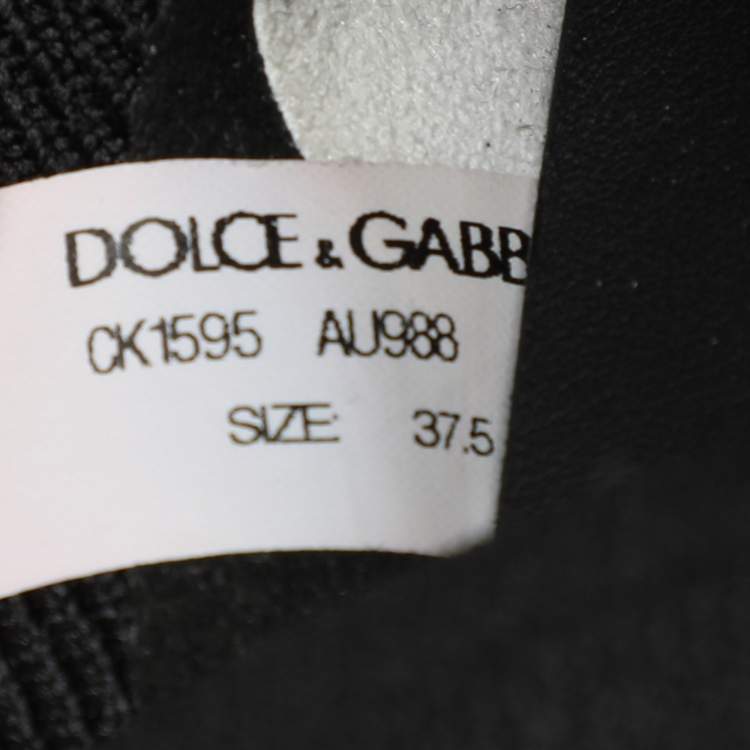 DOLCE & GABB
CK1595 AU988
SIZE: 37.5